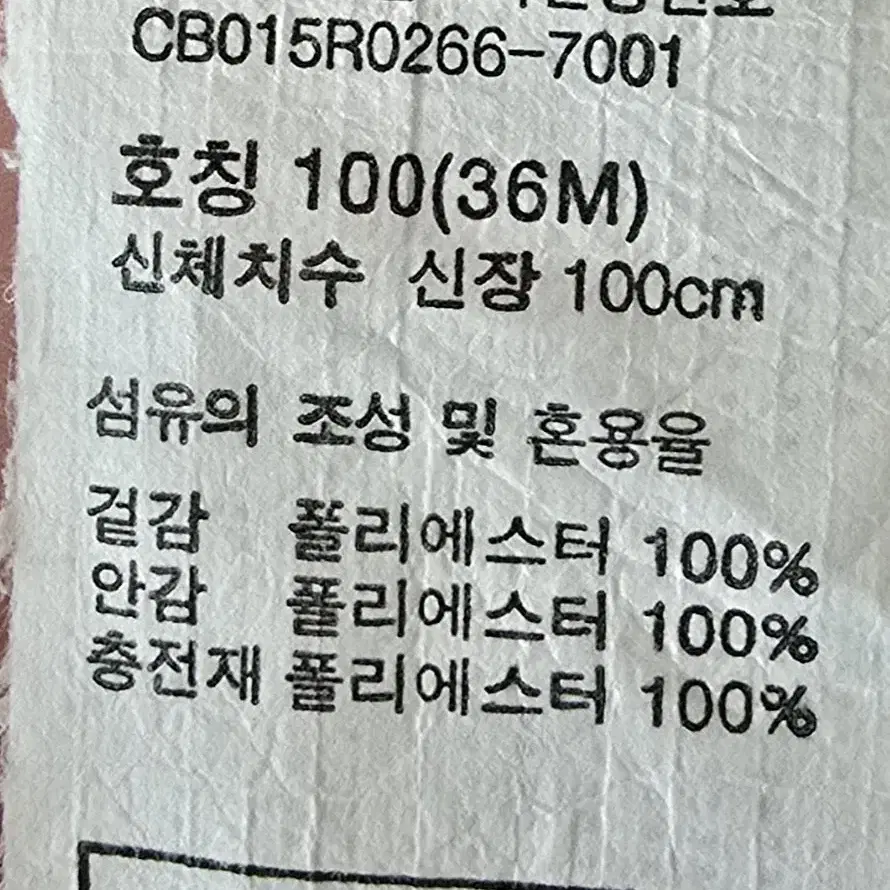 CB015R0266-7001
호칭 100(36M)
신체치수 신장 100cm
섬유의 조성 및 혼용율
겉감 폴리에스터 100%
안감 폴리에스터 100%
충전재 폴리에스터 100%